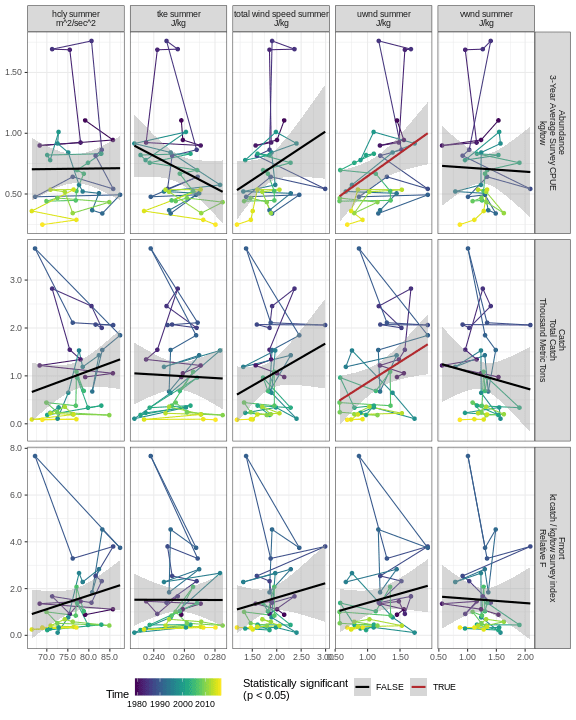 hcly summer
m^2/sec^2
tke summer
J/kg
total wind speed summer
J/kg
uwnd summer
J/kg
vwnd summer
J/kg
1.50
1.00
0.50
Abundance
3-Year Average Survey CPUE
kg/tow
3.0
2.0
1.0
0.0
Catch
Total Catch
Thousand Metric Tons
8.0
6.0
4.0
2.0
0.0
Fmort
kt catch / kg/tow survey index
Relative F
70.0 75.0 80.0 85.0
0.240 0.260 0.280
1.50 2.00 2.50 3.00
0.50 1.00 1.50
0.50 1.00 1.50 2.00
Time
1980 1990 2000 2010
Statistically significant
(p < 0.05)
FALSE
TRUE